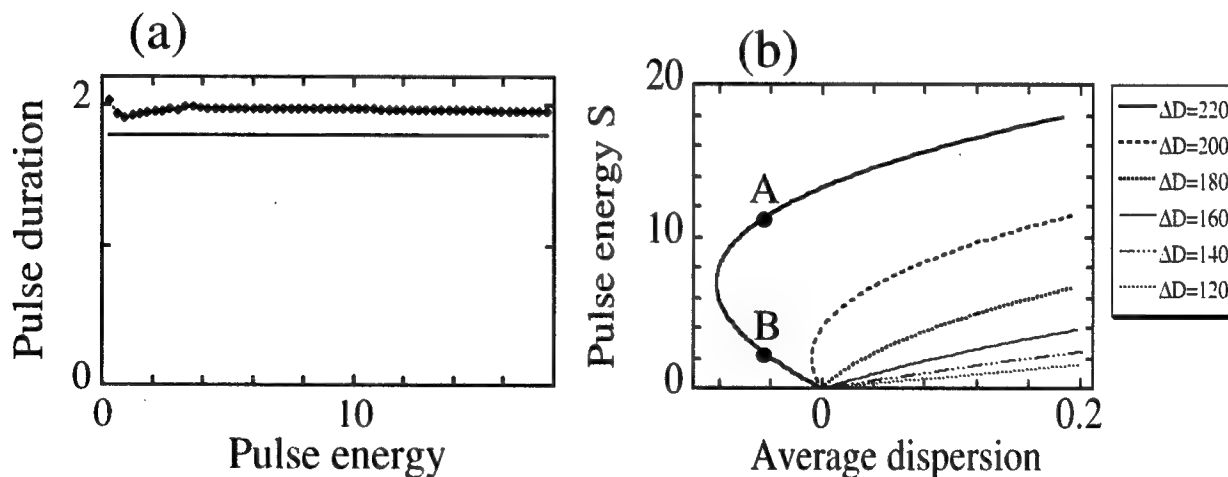 (a)
2
0
0
10
Pulse duration
Pulse energy
(b)
20
10
0
0
0.2
A
B
Pulse energy S
Average dispersion
ΔD=220
ΔD=200
ΔD=180
ΔD=160
ΔD=140
ΔD=120